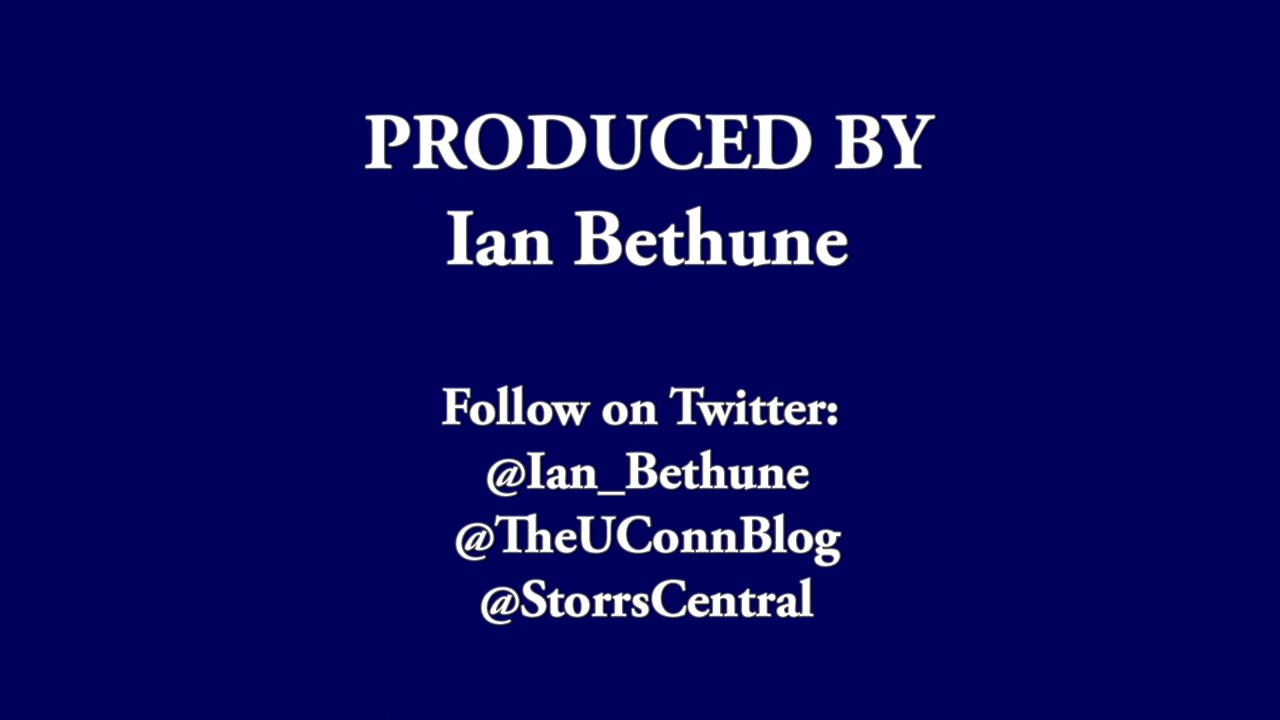 PRODUCED BY
Ian Bethune
Follow on Twitter:
@Ian_Bethune
@TheUConnBlog
@StorrsCentral